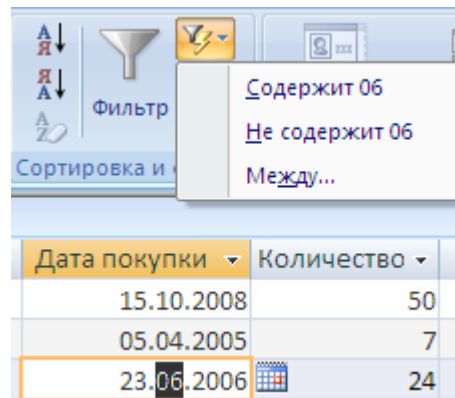 А
Я
Я
А
А
Z
Фильтр
Содержит 06
Не содержит 06
Между...
Сортировка и
Дата покупки Количество
15.10.2008 50
05.04.2005 7
23.06.2006 24